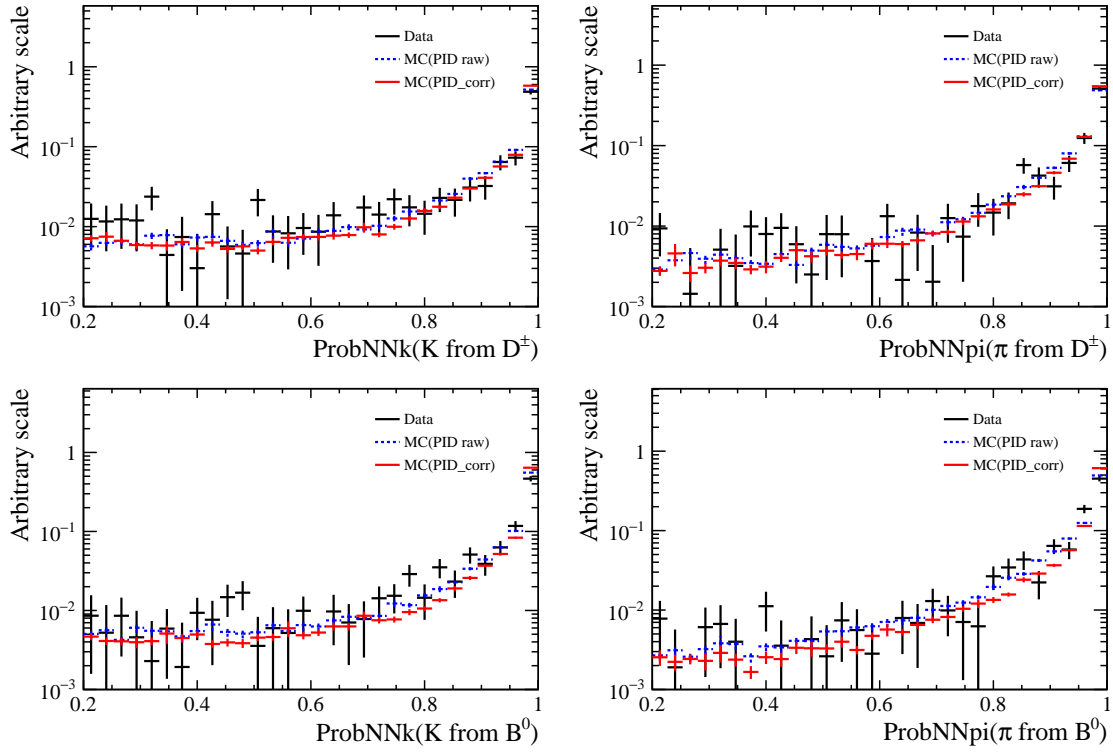 Arbitrary scale
1
10⁻¹
10⁻²
10⁻³
Data
MC(PID raw)
MC(PID_corr)
0.2 0.4 0.6 0.8 1
ProbNNk(K from D±)
Arbitrary scale
1
10⁻¹
10⁻²
10⁻³
Data
MC(PID raw)
MC(PID_corr)
0.2 0.4 0.6 0.8 1
ProbNNpi(π from D±)
Arbitrary scale
1
10⁻¹
10⁻²
10⁻³
Data
MC(PID raw)
MC(PID_corr)
0.2 0.4 0.6 0.8 1
ProbNNk(K from B⁰)
Arbitrary scale
1
10⁻¹
10⁻²
10⁻³
Data
MC(PID raw)
MC(PID_corr)
0.2 0.4 0.6 0.8 1
ProbNNpi(π from B⁰)